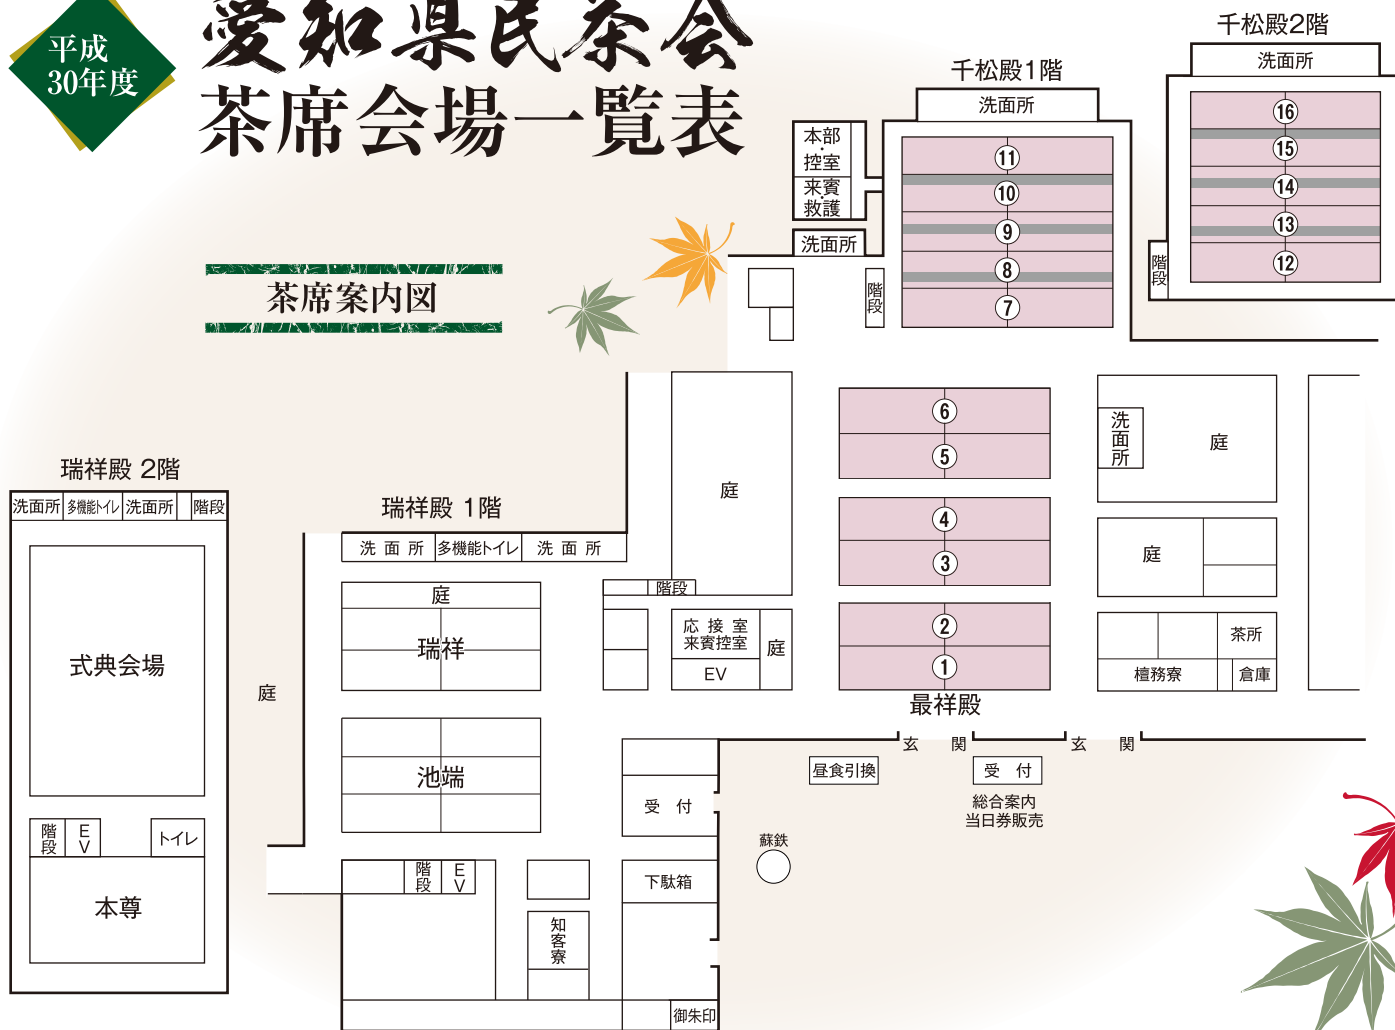 平成
30年度
愛知県民茶会
茶席会場一覧表
茶席案内図
千松殿2階
洗面所
16
15
14
13
12
階段
千松殿1階
洗面所
本部・控室
来賓・救護
洗面所
階段
11
10
9
8
7
6
5
4
3
2
1
最祥殿
洗面所
庭
庭
茶所
檀務寮
倉庫
庭
階段
応接室
来賓控室
EV
庭
瑞祥殿 2階
洗面所
多機能トイレ
洗面所
階段
式典会場
階段
EV
トイレ
本尊
庭
瑞祥殿 1階
洗面所
多機能トイレ
洗面所
庭
瑞祥
池端
階段
EV
知客寮
受付
下駄箱
御朱印
玄関
玄関
昼食引換
受付
総合案内
当日券販売
蘇鉄